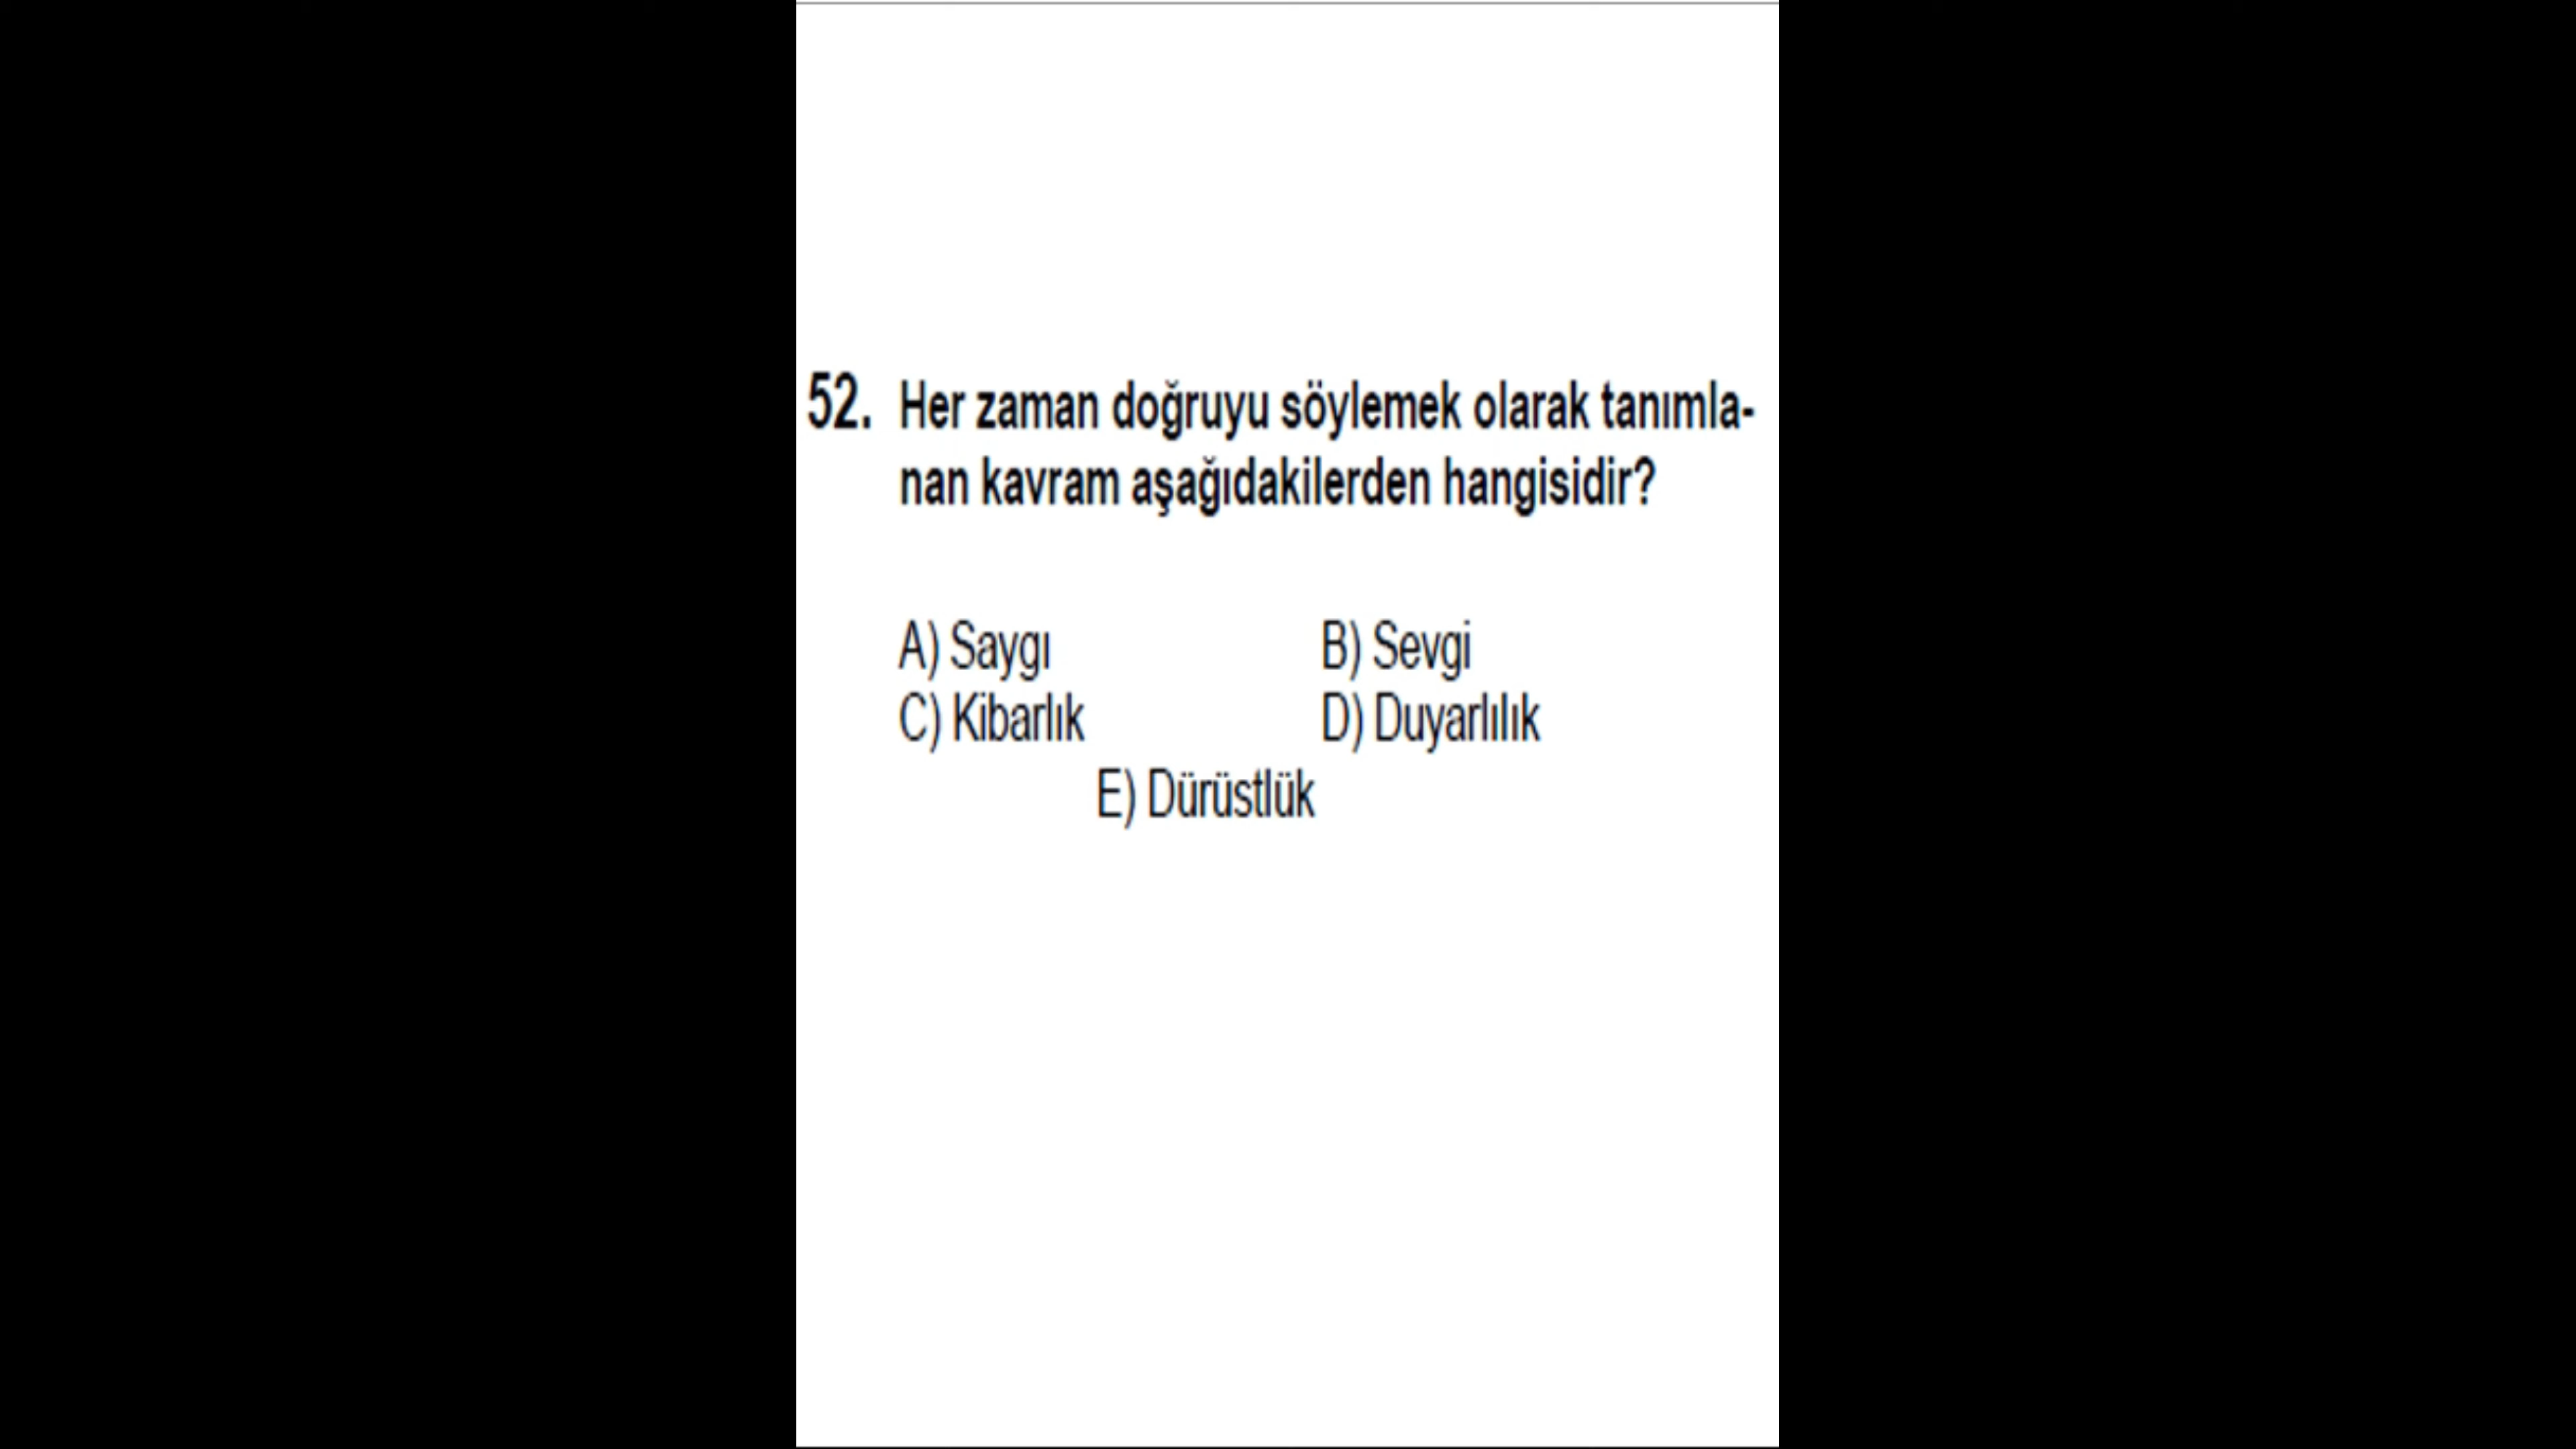 52. Her zaman doğruyu söylemek olarak tanımla-
nan kavram aşağıdakilerden hangisidir?
A) Saygı B) Sevgi
C) Kibarlık D) Duyarlılık
E) Dürüstlük